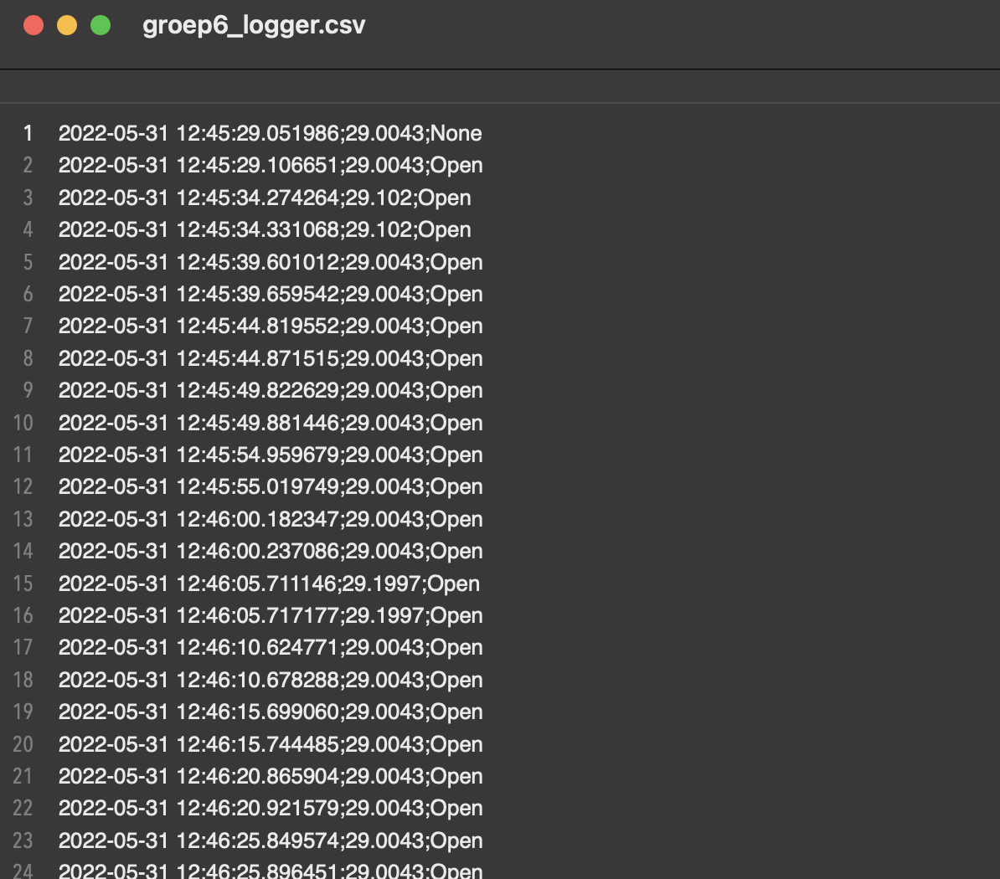 groep6_logger.csv
1 2022-05-31 12:45:29.051986;29.0043;None
2 2022-05-31 12:45:29.106651;29.0043;Open
3 2022-05-31 12:45:34.274264;29.102;Open
4 2022-05-31 12:45:34.331068;29.102;Open
5 2022-05-31 12:45:39.601012;29.0043;Open
6 2022-05-31 12:45:39.659542;29.0043;Open
7 2022-05-31 12:45:44.819552;29.0043;Open
8 2022-05-31 12:45:44.871515;29.0043;Open
9 2022-05-31 12:45:49.822629;29.0043;Open
10 2022-05-31 12:45:49.881446;29.0043;Open
11 2022-05-31 12:45:54.959679;29.0043;Open
12 2022-05-31 12:45:55.019749;29.0043;Open
13 2022-05-31 12:46:00.182347;29.0043;Open
14 2022-05-31 12:46:00.237086;29.0043;Open
15 2022-05-31 12:46:05.711146;29.1997;Open
16 2022-05-31 12:46:05.717177;29.1997;Open
17 2022-05-31 12:46:10.624771;29.0043;Open
18 2022-05-31 12:46:10.678288;29.0043;Open
19 2022-05-31 12:46:15.699060;29.0043;Open
20 2022-05-31 12:46:15.744485;29.0043;Open
21 2022-05-31 12:46:20.865904;29.0043;Open
22 2022-05-31 12:46:20.921579;29.0043;Open
23 2022-05-31 12:46:25.849574;29.0043;Open
24 2022-05-31 12:46:25.896451;29.0043;Open